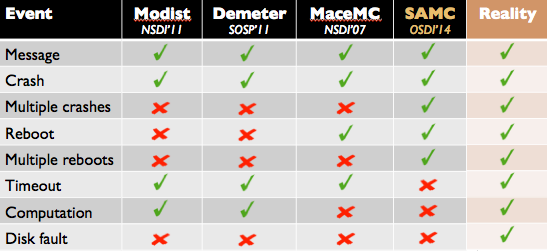 Event Modist Demeter MaceMC SAMC Reality
NSDI'11 SOSP'11 NSDI'07 OSDI'14
Message ✓ ✓ ✓ ✓ ✓
Crash ✓ ✓ ✓ ✓ ✓
Multiple crashes ✗ ✗ ✗ ✓ ✓
Reboot ✗ ✗ ✓ ✓ ✓
Multiple reboots ✗ ✗ ✗ ✓ ✓
Timeout ✓ ✓ ✓ ✗ ✓
Computation ✓ ✓ ✗ ✗ ✓
Disk fault ✗ ✗ ✗ ✗ ✓